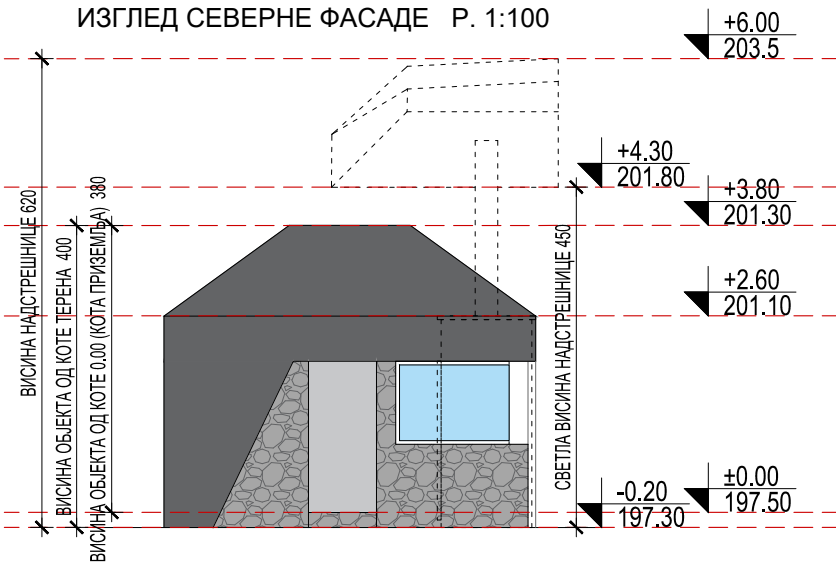 ИЗГЛЕД СЕВЕРНЕ ФАСАДЕ Р. 1:100
+6.00
203.5
+4.30
201.80
+3.80
201.30
+2.60
201.10
±0.00
197.50
-0.20
197.30
ВИСИНА НАДСТРЕШНИЦЕ 620
ВИСИНА ОБЈЕКТА ОД КОТЕ ТЕРЕНА 400
ВИСИНА ОБЈЕКТА ОД КОТЕ 0.00 (КОТА ПРИЗЕМЉА) 380
СВЕТЛА ВИСИНА НАДСТРЕШНИЦЕ 450